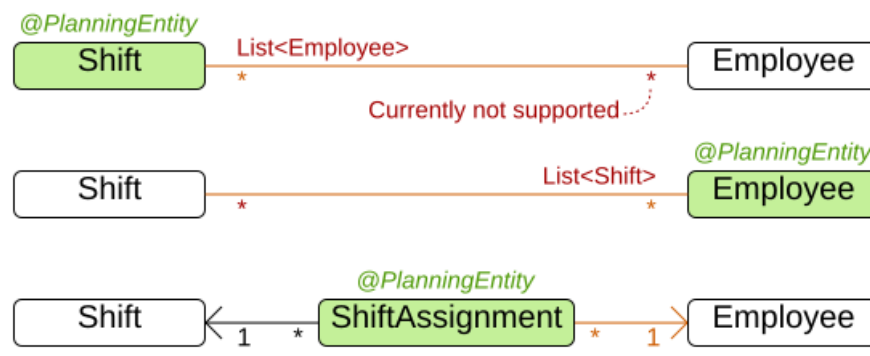 @PlanningEntity
Shift List<Employee> Employee
* *
Currently not supported
@PlanningEntity
Shift List<Shift> Employee
* *
@PlanningEntity
Shift ShiftAssignment Employee
1 * * 1